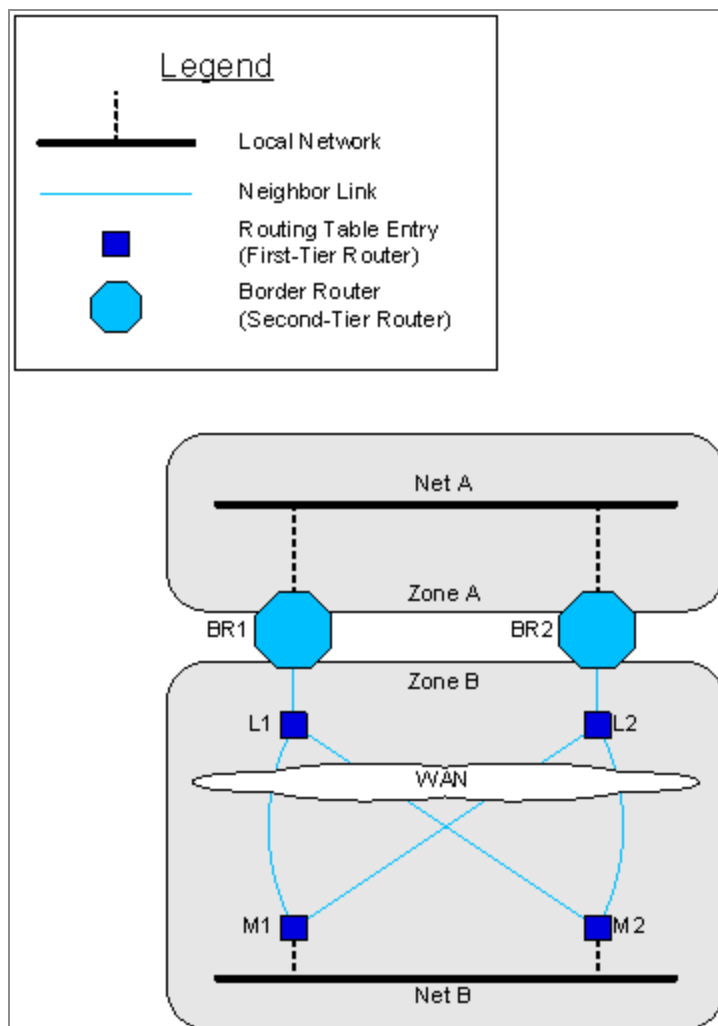 Legend
Local Network
Neighbor Link
Routing Table Entry
(First-Tier Router)
Border Router
(Second-Tier Router)
Net A
Zone A
BR1
BR2
Zone B
L1
L2
WAN
M1
M2
Net B